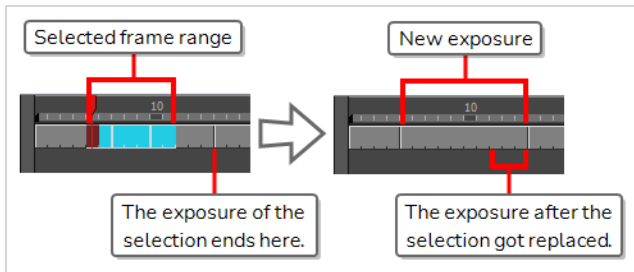 Selected frame range
New exposure
10
10
The exposure of the
selection ends here.
The exposure after the
selection got replaced.